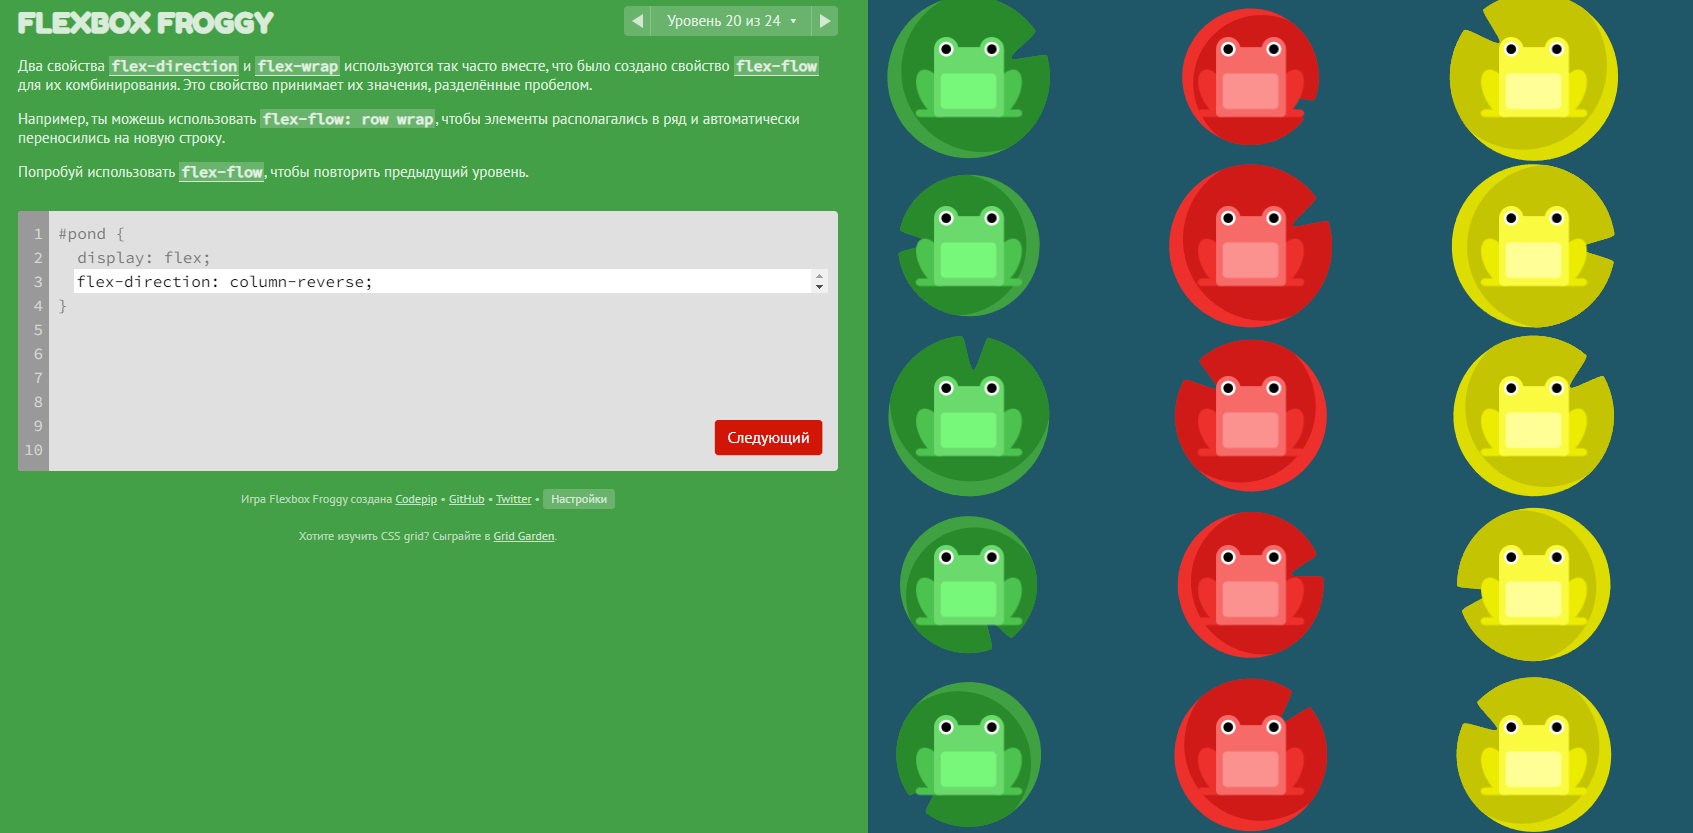 FLEXBOX FROGGY
Уровень 20 из 24
Два свойства flex-direction и flex-wrap используются так часто вместе, что было создано свойство flex-flow
для их комбинирования. Это свойство принимает их значения, разделённые пробелом.
Например, ты можешь использовать flex-flow: row wrap, чтобы элементы располагались в ряд и автоматически
переносились на новую строку.
Попробуй использовать flex-flow, чтобы повторить предыдущий уровень.
1 #pond {
2 display: flex;
3 flex-direction: column-reverse;
4 }
5
6
7
8
9
10
Следующий
Игра Flexbox Froggy создана Codepip • GitHub • Twitter • Настройки
Хотите изучить CSS grid? Сыграйте в Grid Garden.